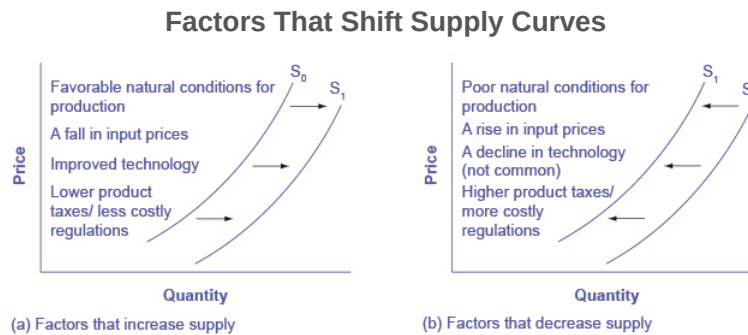 Factors That Shift Supply Curves
S0
S1
Favorable natural conditions for
production
A fall in input prices
Improved technology
Lower product
taxes/ less costly
regulations
Price
Quantity
(a) Factors that increase supply
S1
S
Poor natural conditions for
production
A rise in input prices
A decline in technology
(not common)
Higher product taxes/
more costly
regulations
Price
Quantity
(b) Factors that decrease supply